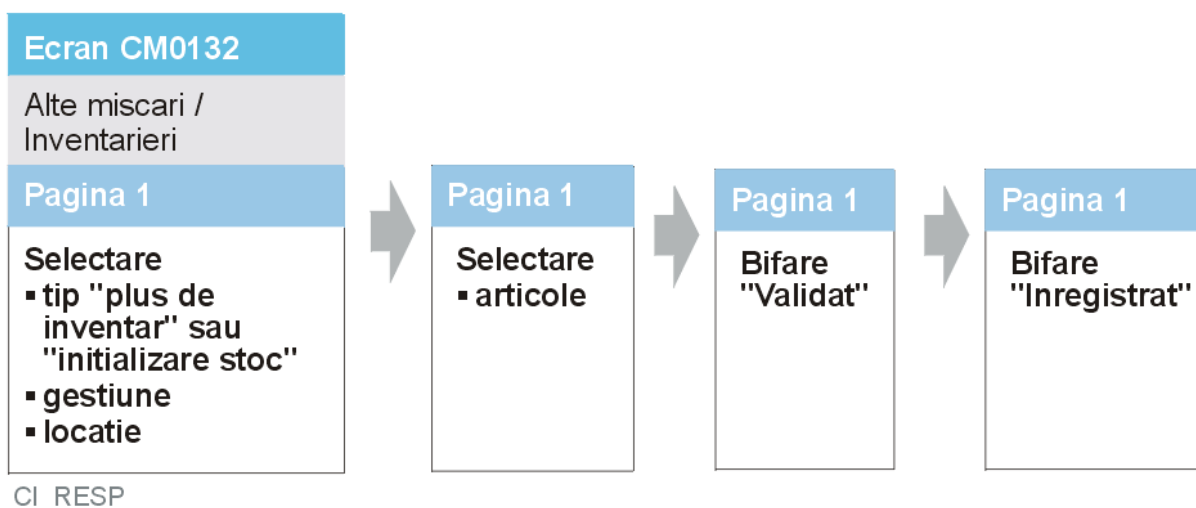 Ecran CM0132
Alte miscari /
Inventarieri
Pagina 1
Selectare
▪ tip "plus de
inventar" sau
"initializare stoc"
▪ gestiune
▪ locatie
CI RESP
Pagina 1
Selectare
▪ articole
Pagina 1
Bifare
"Validat"
Pagina 1
Bifare
"Inregistrat"